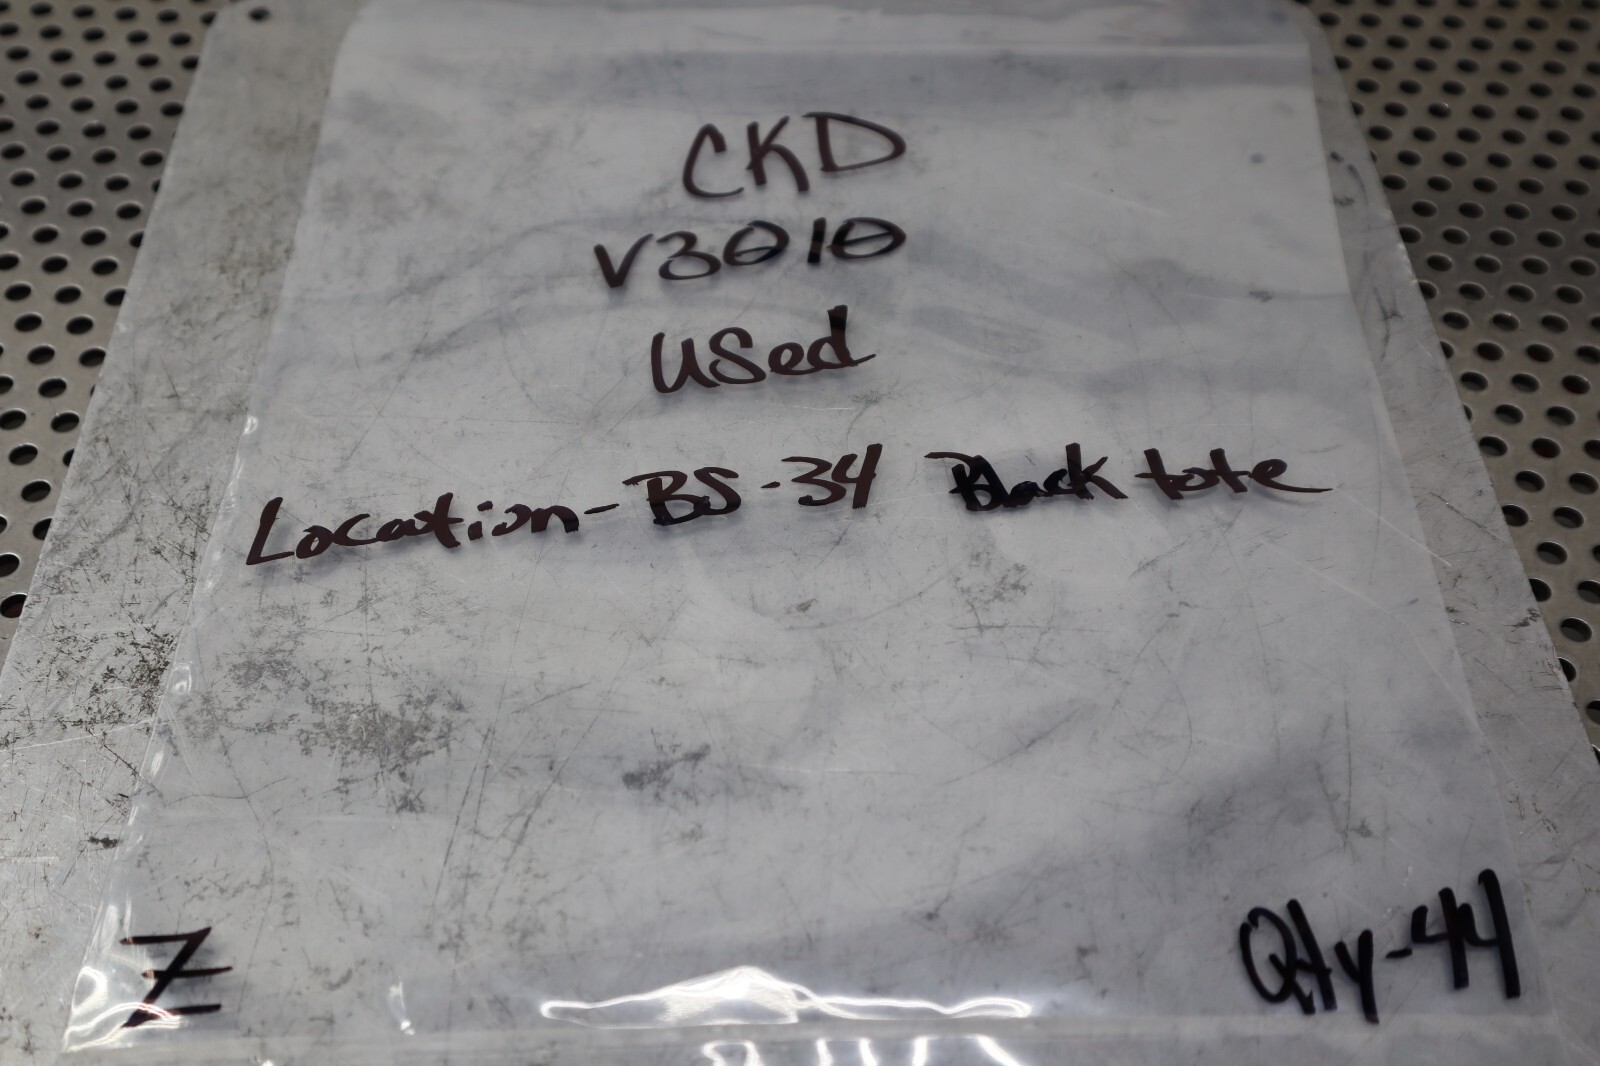 CKD
V3010
Used
Location-BS-34 Black tote
Z
Qty-44